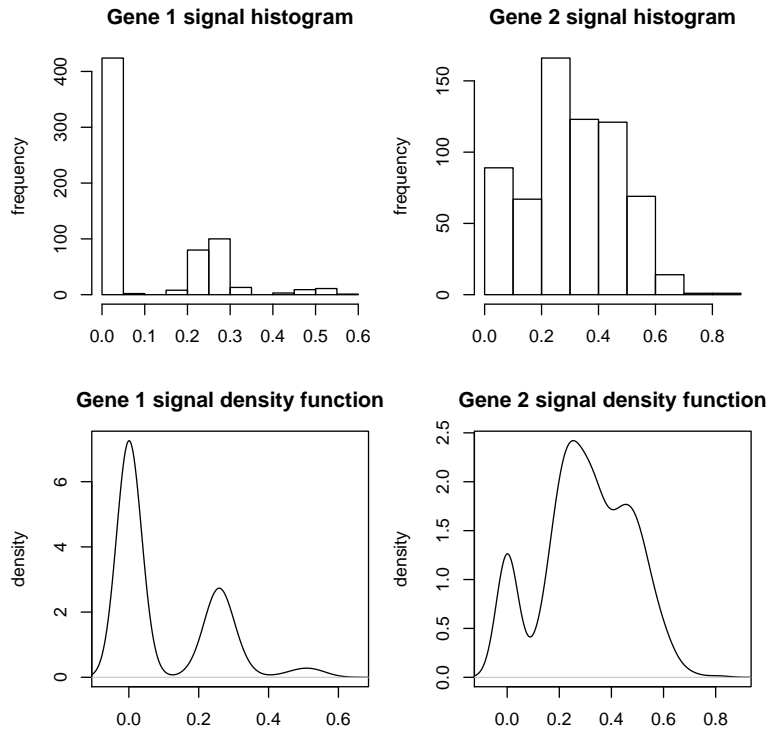 Gene 1 signal histogram
frequency
400
300
200
100
0
0.0 0.1 0.2 0.3 0.4 0.5 0.6
Gene 2 signal histogram
frequency
150
100
50
0
0.0 0.2 0.4 0.6 0.8
Gene 1 signal density function
density
6
4
2
0
0.0 0.2 0.4 0.6
Gene 2 signal density function
density
2.5
2.0
1.5
1.0
0.5
0.0
0.0 0.2 0.4 0.6 0.8